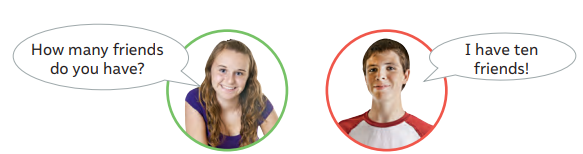 How many friends
do you have?
I have ten
friends!